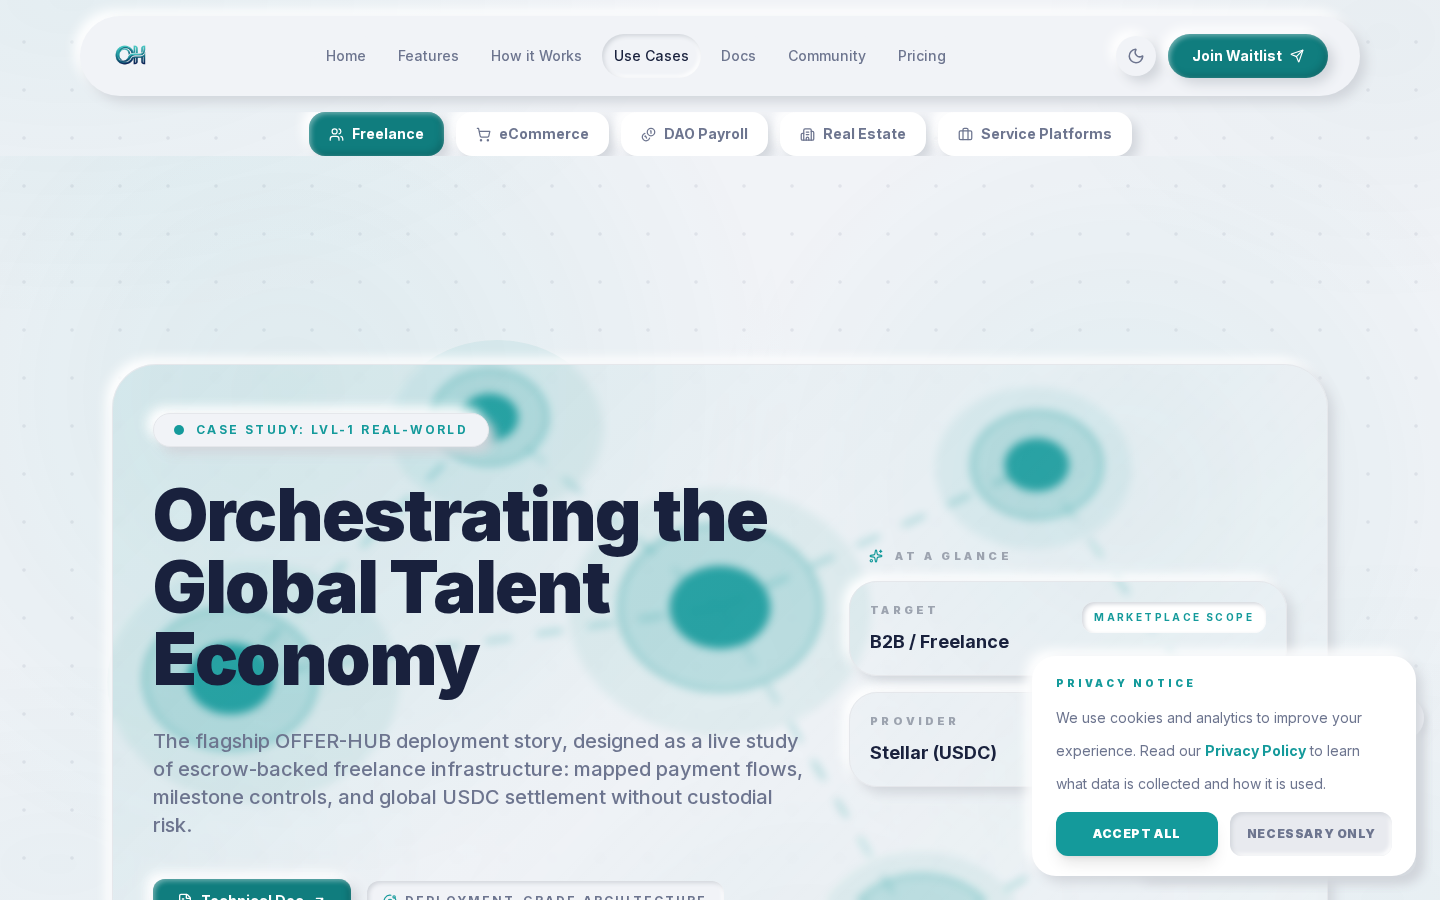 OH
Home
Features
How it Works
Use Cases
Docs
Community
Pricing
Join Waitlist
Freelance
eCommerce
DAO Payroll
Real Estate
Service Platforms
CASE STUDY: LVL-1 REAL-WORLD
Orchestrating the
Global Talent
Economy
The flagship OFFER-HUB deployment story, designed as a live study
of escrow-backed freelance infrastructure: mapped payment flows,
milestone controls, and global USDC settlement without custodial
risk.
Technical Doc
DEPLOYMENT-GRADE ARCHITECTURE
AT A GLANCE
TARGET
MARKETPLACE SCOPE
B2B / Freelance
PROVIDER
Stellar (USDC)
PRIVACY NOTICE
We use cookies and analytics to improve your
experience. Read our Privacy Policy to learn
what data is collected and how it is used.
ACCEPT ALL
NECESSARY ONLY